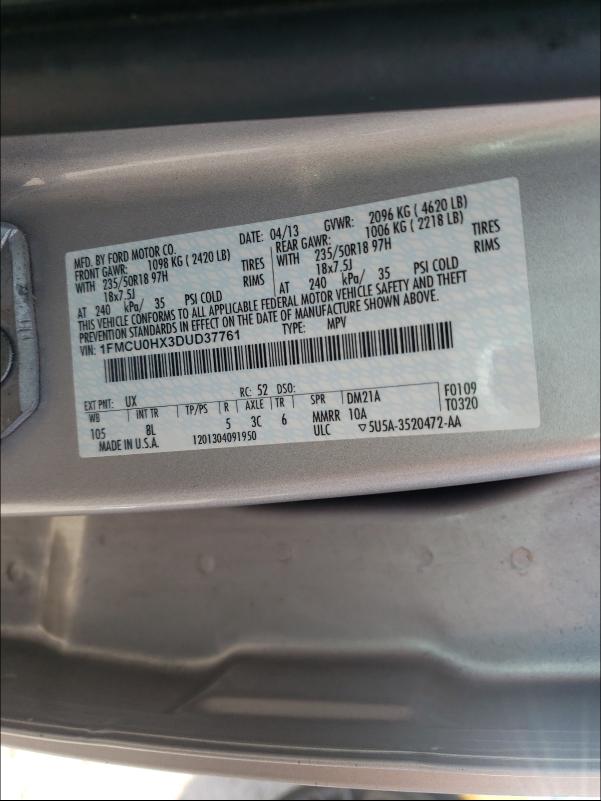 MFD. BY FORD MOTOR CO. DATE: 04/13 GVWR: 2096 KG ( 4620 LB)
FRONT GAWR: 1098 KG ( 2420 LB) REAR GAWR: 1006 KG ( 2218 LB)
WITH 235/50R18 97H TIRES WITH 235/50R18 97H TIRES
18x7.5J RIMS 18x7.5J RIMS
AT 240 kPa/ 35 PSI COLD AT 240 kPa/ 35 PSI COLD
THIS VEHICLE CONFORMS TO ALL APPLICABLE FEDERAL MOTOR VEHICLE SAFETY AND THEFT
PREVENTION STANDARDS IN EFFECT ON THE DATE OF MANUFACTURE SHOWN ABOVE.
VIN: 1FMCU0HX3DUD37761 TYPE: MPV
EXT PNT: UX RC: 52 DSO: F0109
WB INT TR TP/PS R AXLE TR SPR DM21A T0320
105 8L 5 3C 6 MMRR 10A
MADE IN U.S.A. 1201304091950 ULC ▽5U5A-3520472-AA